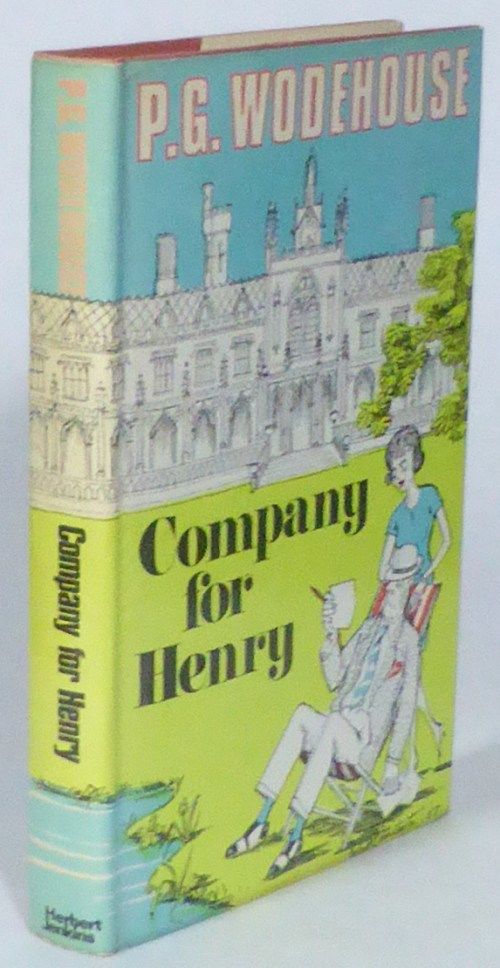 P.G. WODEHOUSE
Company
for
Henry
P.G. WODEHOUSE
Company for Henry
Herbert
Jenkins